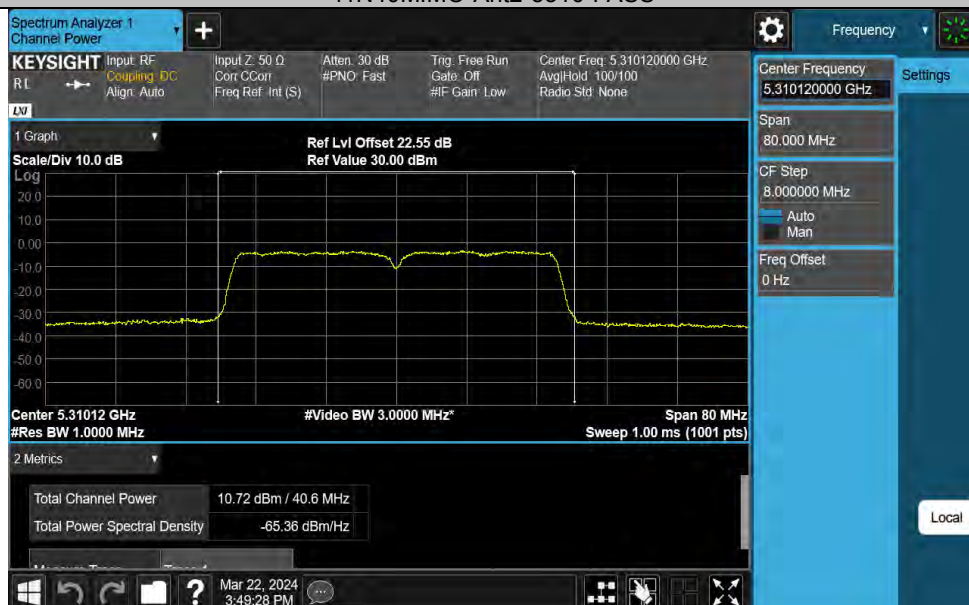 Spectrum Analyzer 1
Channel Power
+
Frequency
KEYSIGHT
Input: RF
Coupling: DC
Align: Auto
Input Z: 50 Ω
Corr CCorr
Freq Ref: Int (S)
Atten: 30 dB
#PNO: Fast
Trig: Free Run
Gate: Off
#IF Gain: Low
Center Freq: 5.310120000 GHz
Avg|Hold: 100/100
Radio Std: None
LXI
1 Graph
Scale/Div 10.0 dB
Ref Lvl Offset 22.55 dB
Ref Value 30.00 dBm
Log
20.0
10.0
0.00
-10.0
-20.0
-30.0
-40.0
-50.0
-60.0
Center 5.31012 GHz
#Res BW 1.0000 MHz
#Video BW 3.0000 MHz*
Span 80 MHz
Sweep 1.00 ms (1001 pts)
2 Metrics
Total Channel Power 10.72 dBm / 40.6 MHz
Total Power Spectral Density -65.36 dBm/Hz
Center Frequency
5.310120000 GHz
Settings
Span
80.000 MHz
CF Step
8.000000 MHz
Auto
Man
Freq Offset
0 Hz
Local
?
Mar 22, 2024
3:49:28 PM